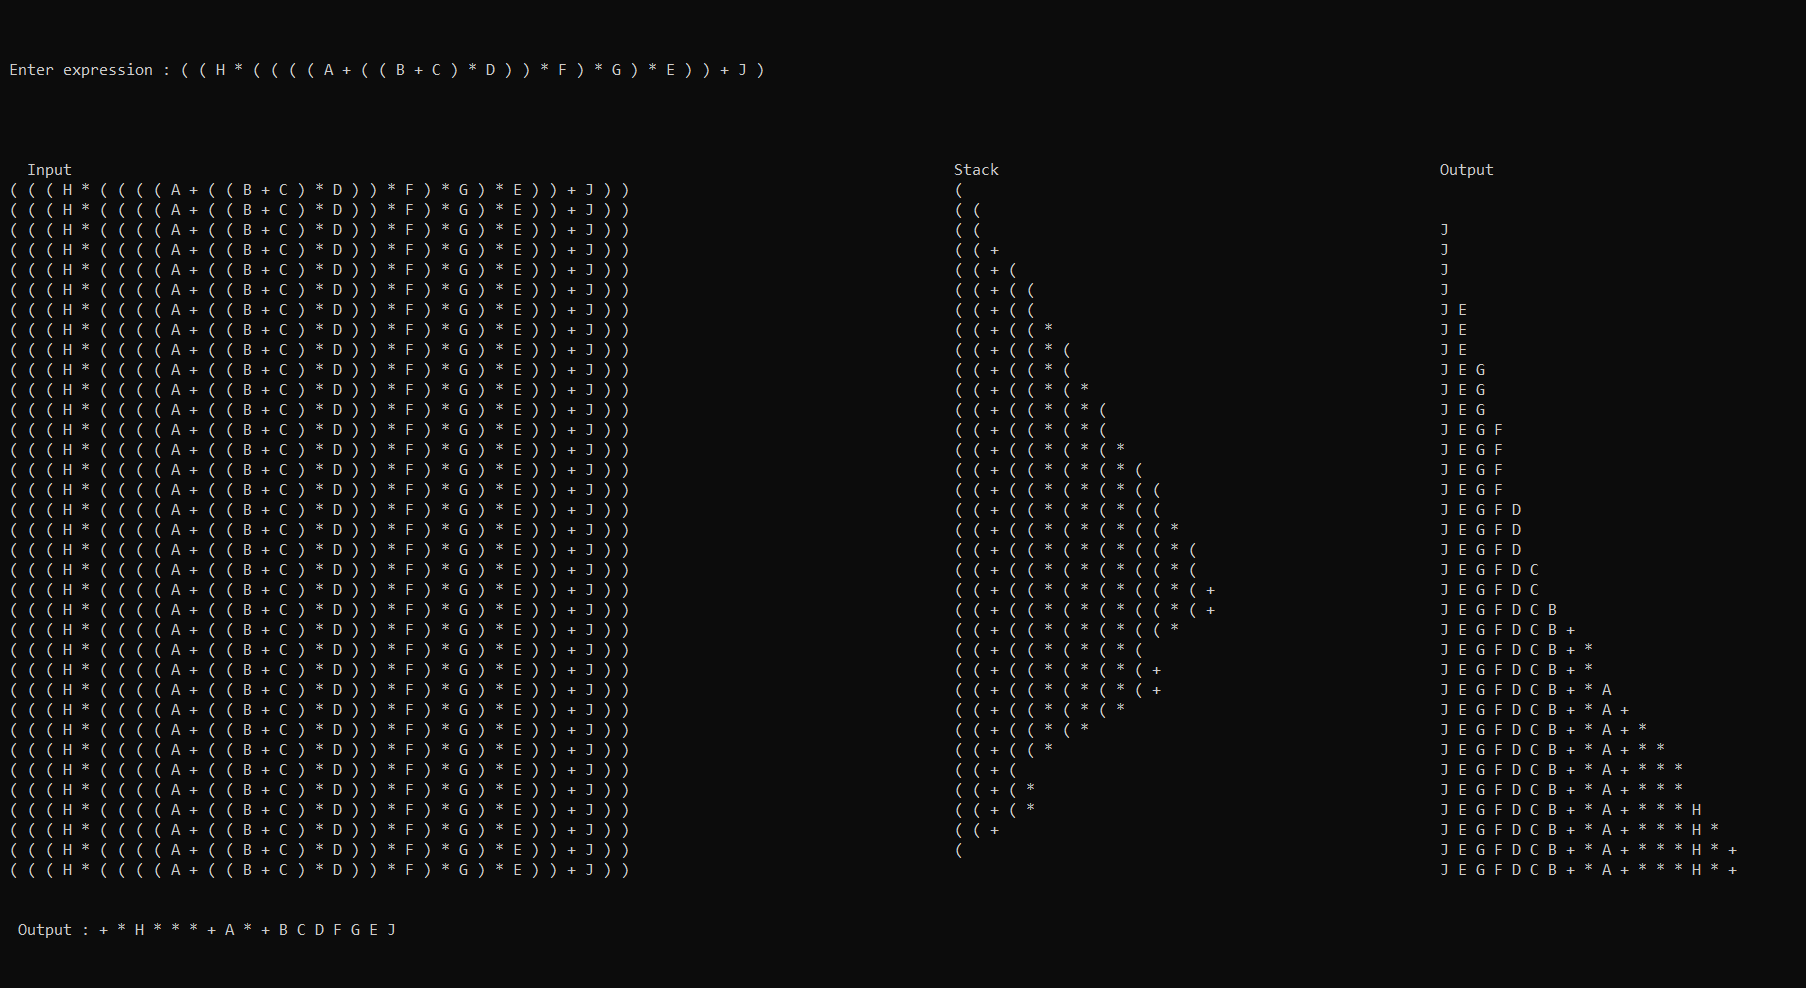 Enter expression : ( ( H * ( ( ( ( A + ( ( B + C ) * D ) ) * F ) * G ) * E ) ) + J )
Input Stack Output
( ( ( H * ( ( ( ( A + ( ( B + C ) * D ) ) * F ) * G ) * E ) ) + J ) ) (
( ( ( H * ( ( ( ( A + ( ( B + C ) * D ) ) * F ) * G ) * E ) ) + J ) ) ( (
( ( ( H * ( ( ( ( A + ( ( B + C ) * D ) ) * F ) * G ) * E ) ) + J ) ) ( ( J
( ( ( H * ( ( ( ( A + ( ( B + C ) * D ) ) * F ) * G ) * E ) ) + J ) ) ( ( + J
( ( ( H * ( ( ( ( A + ( ( B + C ) * D ) ) * F ) * G ) * E ) ) + J ) ) ( ( + ( J
( ( ( H * ( ( ( ( A + ( ( B + C ) * D ) ) * F ) * G ) * E ) ) + J ) ) ( ( + ( ( J
( ( ( H * ( ( ( ( A + ( ( B + C ) * D ) ) * F ) * G ) * E ) ) + J ) ) ( ( + ( ( J E
( ( ( H * ( ( ( ( A + ( ( B + C ) * D ) ) * F ) * G ) * E ) ) + J ) ) ( ( + ( ( * J E
( ( ( H * ( ( ( ( A + ( ( B + C ) * D ) ) * F ) * G ) * E ) ) + J ) ) ( ( + ( ( * ( J E
( ( ( H * ( ( ( ( A + ( ( B + C ) * D ) ) * F ) * G ) * E ) ) + J ) ) ( ( + ( ( * ( J E G
( ( ( H * ( ( ( ( A + ( ( B + C ) * D ) ) * F ) * G ) * E ) ) + J ) ) ( ( + ( ( * ( * J E G
( ( ( H * ( ( ( ( A + ( ( B + C ) * D ) ) * F ) * G ) * E ) ) + J ) ) ( ( + ( ( * ( * ( J E G
( ( ( H * ( ( ( ( A + ( ( B + C ) * D ) ) * F ) * G ) * E ) ) + J ) ) ( ( + ( ( * ( * ( J E G F
( ( ( H * ( ( ( ( A + ( ( B + C ) * D ) ) * F ) * G ) * E ) ) + J ) ) ( ( + ( ( * ( * ( * J E G F
( ( ( H * ( ( ( ( A + ( ( B + C ) * D ) ) * F ) * G ) * E ) ) + J ) ) ( ( + ( ( * ( * ( * ( J E G F
( ( ( H * ( ( ( ( A + ( ( B + C ) * D ) ) * F ) * G ) * E ) ) + J ) ) ( ( + ( ( * ( * ( * ( ( J E G F
( ( ( H * ( ( ( ( A + ( ( B + C ) * D ) ) * F ) * G ) * E ) ) + J ) ) ( ( + ( ( * ( * ( * ( ( J E G F D
( ( ( H * ( ( ( ( A + ( ( B + C ) * D ) ) * F ) * G ) * E ) ) + J ) ) ( ( + ( ( * ( * ( * ( ( * J E G F D
( ( ( H * ( ( ( ( A + ( ( B + C ) * D ) ) * F ) * G ) * E ) ) + J ) ) ( ( + ( ( * ( * ( * ( ( * ( J E G F D
( ( ( H * ( ( ( ( A + ( ( B + C ) * D ) ) * F ) * G ) * E ) ) + J ) ) ( ( + ( ( * ( * ( * ( ( * ( J E G F D C
( ( ( H * ( ( ( ( A + ( ( B + C ) * D ) ) * F ) * G ) * E ) ) + J ) ) ( ( + ( ( * ( * ( * ( ( * ( + J E G F D C
( ( ( H * ( ( ( ( A + ( ( B + C ) * D ) ) * F ) * G ) * E ) ) + J ) ) ( ( + ( ( * ( * ( * ( ( * ( + J E G F D C B
( ( ( H * ( ( ( ( A + ( ( B + C ) * D ) ) * F ) * G ) * E ) ) + J ) ) ( ( + ( ( * ( * ( * ( ( * J E G F D C B +
( ( ( H * ( ( ( ( A + ( ( B + C ) * D ) ) * F ) * G ) * E ) ) + J ) ) ( ( + ( ( * ( * ( * ( J E G F D C B + *
( ( ( H * ( ( ( ( A + ( ( B + C ) * D ) ) * F ) * G ) * E ) ) + J ) ) ( ( + ( ( * ( * ( * ( + J E G F D C B + *
( ( ( H * ( ( ( ( A + ( ( B + C ) * D ) ) * F ) * G ) * E ) ) + J ) ) ( ( + ( ( * ( * ( * ( + J E G F D C B + * A
( ( ( H * ( ( ( ( A + ( ( B + C ) * D ) ) * F ) * G ) * E ) ) + J ) ) ( ( + ( ( * ( * ( * J E G F D C B + * A +
( ( ( H * ( ( ( ( A + ( ( B + C ) * D ) ) * F ) * G ) * E ) ) + J ) ) ( ( + ( ( * ( * J E G F D C B + * A + *
( ( ( H * ( ( ( ( A + ( ( B + C ) * D ) ) * F ) * G ) * E ) ) + J ) ) ( ( + ( ( * J E G F D C B + * A + * *
( ( ( H * ( ( ( ( A + ( ( B + C ) * D ) ) * F ) * G ) * E ) ) + J ) ) ( ( + ( J E G F D C B + * A + * * *
( ( ( H * ( ( ( ( A + ( ( B + C ) * D ) ) * F ) * G ) * E ) ) + J ) ) ( ( + ( * J E G F D C B + * A + * * *
( ( ( H * ( ( ( ( A + ( ( B + C ) * D ) ) * F ) * G ) * E ) ) + J ) ) ( ( + ( * J E G F D C B + * A + * * * H
( ( ( H * ( ( ( ( A + ( ( B + C ) * D ) ) * F ) * G ) * E ) ) + J ) ) ( ( + J E G F D C B + * A + * * * H *
( ( ( H * ( ( ( ( A + ( ( B + C ) * D ) ) * F ) * G ) * E ) ) + J ) ) ( J E G F D C B + * A + * * * H * +
( ( ( H * ( ( ( ( A + ( ( B + C ) * D ) ) * F ) * G ) * E ) ) + J ) ) J E G F D C B + * A + * * * H * +
Output : + * H * * * + A * + B C D F G E J